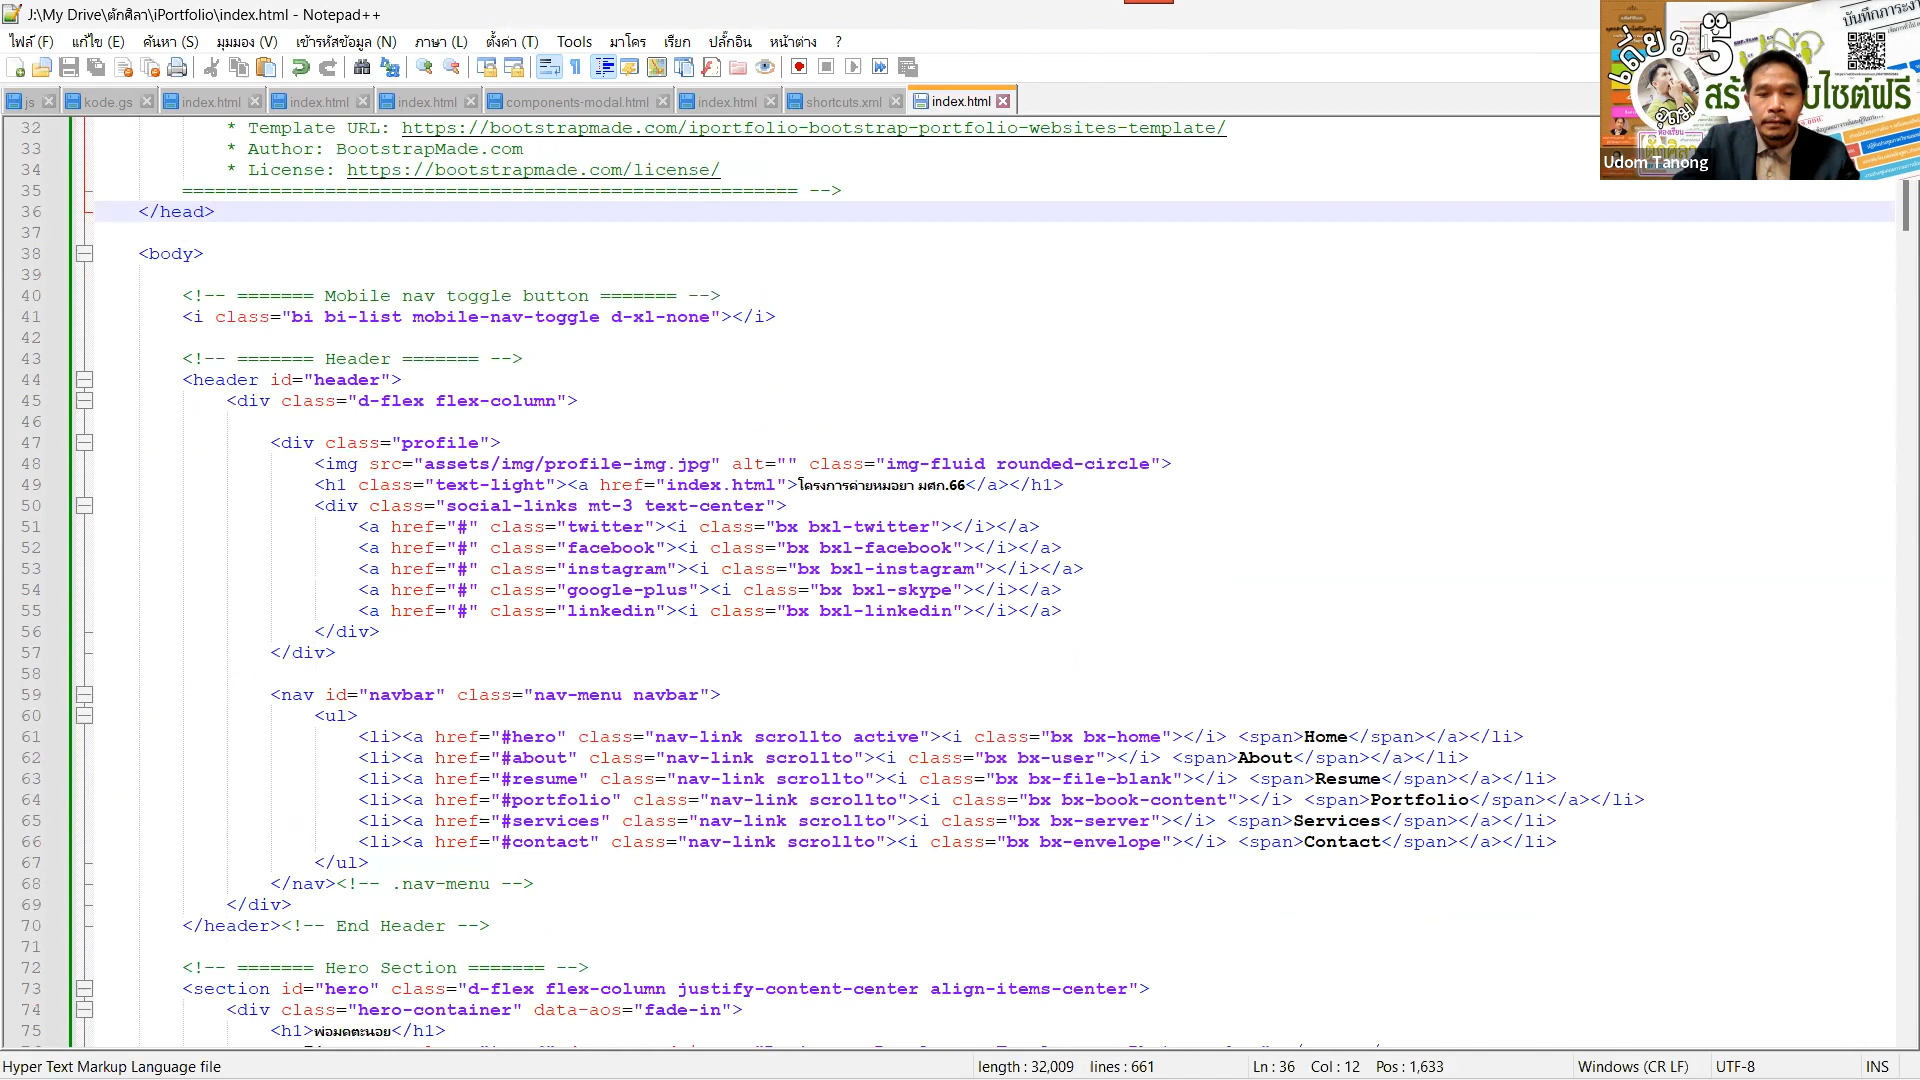 J:\My Drive\ตักศิลา\iPortfolio\index.html - Notepad++
ไฟล์ (F) แก้ไข (E) ค้นหา (S) มุมมอง (V) เข้ารหัสข้อมูล (N) ภาษา (L) ตั้งค่า (T) Tools มาโคร เรียก ปลั๊กอิน หน้าต่าง ?
js kode.gs index.html index.html index.html components-modal.html index.html shortcuts.xml index.html
32 * Template URL: https://bootstrapmade.com/iportfolio-bootstrap-portfolio-websites-template/
33 * Author: BootstrapMade.com
34 * License: https://bootstrapmade.com/license/
35 ======================================================== -->
36 </head>
37
38 <body>
39
40 <!-- ======= Mobile nav toggle button ======= -->
41 <i class="bi bi-list mobile-nav-toggle d-xl-none"></i>
42
43 <!-- ======= Header ======= -->
44 <header id="header">
45 <div class="d-flex flex-column">
46
47 <div class="profile">
48 <img src="assets/img/profile-img.jpg" alt="" class="img-fluid rounded-circle">
49 <h1 class="text-light"><a href="index.html">โครงการค่ายหมอยา มศก.66</a></h1>
50 <div class="social-links mt-3 text-center">
51 <a href="#" class="twitter"><i class="bx bxl-twitter"></i></a>
52 <a href="#" class="facebook"><i class="bx bxl-facebook"></i></a>
53 <a href="#" class="instagram"><i class="bx bxl-instagram"></i></a>
54 <a href="#" class="google-plus"><i class="bx bxl-skype"></i></a>
55 <a href="#" class="linkedin"><i class="bx bxl-linkedin"></i></a>
56 </div>
57 </div>
58
59 <nav id="navbar" class="nav-menu navbar">
60 <ul>
61 <li><a href="#hero" class="nav-link scrollto active"><i class="bx bx-home"></i> <span>Home</span></a></li>
62 <li><a href="#about" class="nav-link scrollto"><i class="bx bx-user"></i> <span>About</span></a></li>
63 <li><a href="#resume" class="nav-link scrollto"><i class="bx bx-file-blank"></i> <span>Resume</span></a></li>
64 <li><a href="#portfolio" class="nav-link scrollto"><i class="bx bx-book-content"></i> <span>Portfolio</span></a></li>
65 <li><a href="#services" class="nav-link scrollto"><i class="bx bx-server"></i> <span>Services</span></a></li>
66 <li><a href="#contact" class="nav-link scrollto"><i class="bx bx-envelope"></i> <span>Contact</span></a></li>
67 </ul>
68 </nav><!-- .nav-menu -->
69 </div>
70 </header><!-- End Header -->
71
72 <!-- ======= Hero Section ======= -->
73 <section id="hero" class="d-flex flex-column justify-content-center align-items-center">
74 <div class="hero-container" data-aos="fade-in">
75 <h1>พ่อมดตะนอย</h1>
Hyper Text Markup Language file length : 32,009 lines : 661 Ln : 36 Col : 12 Pos : 1,633 Windows (CR LF) UTF-8 INS
บันทึกภาระงาน
เดี่ยว 5
Udom Tanong